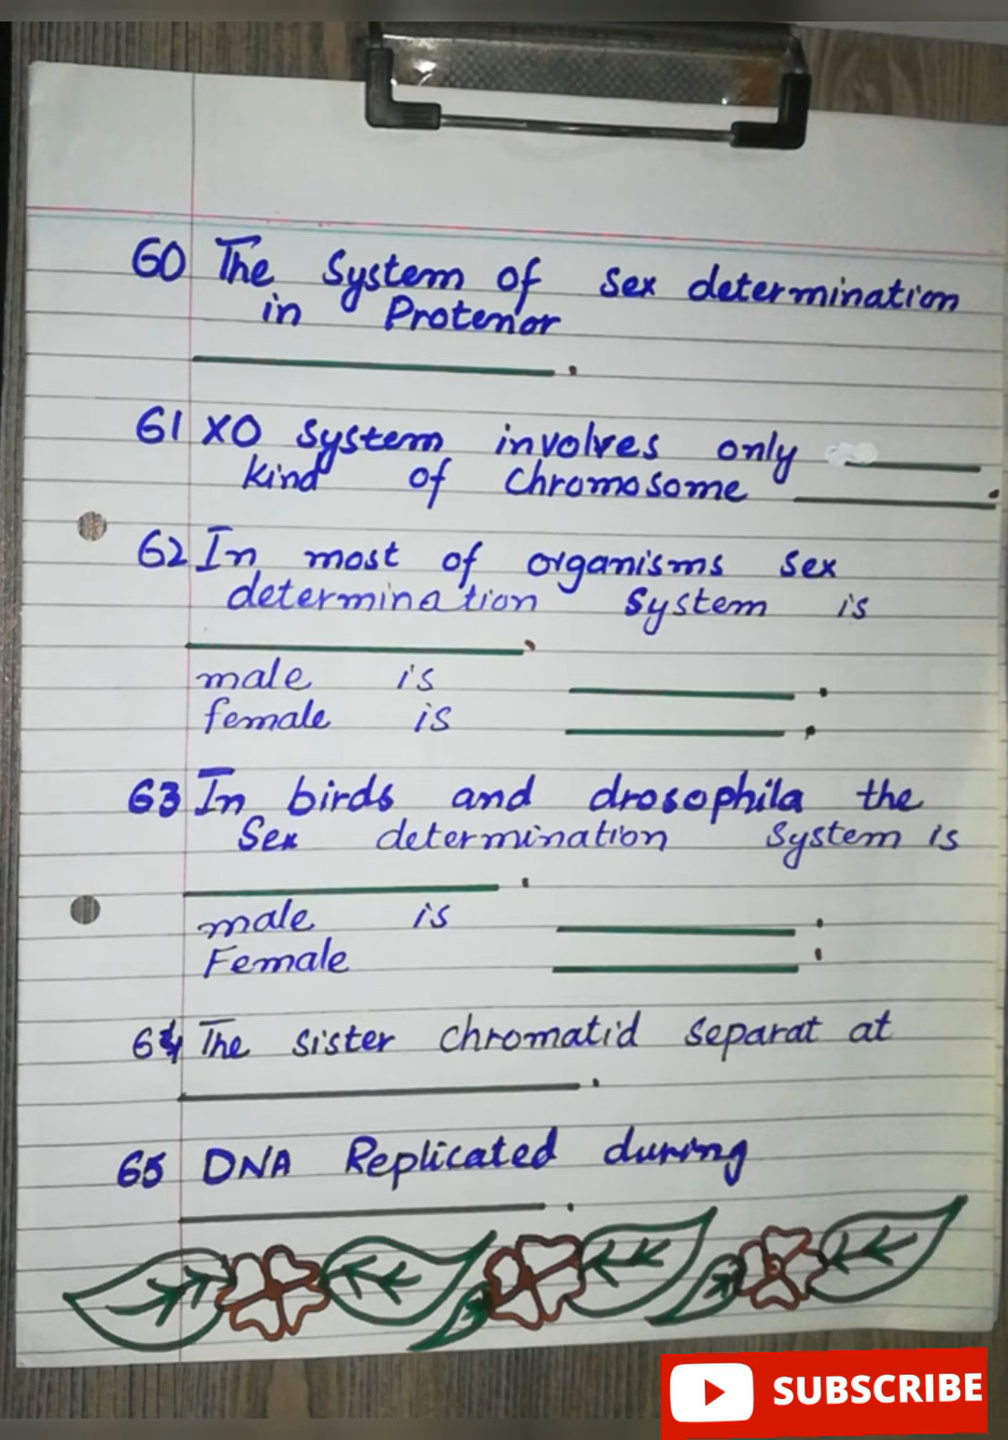 60 The System of Sex determination
in Protenor
.
61 XO System involves only
kind of Chromosome .
62 In most of organisms sex
determination System is
.
male is .
female is .
63 In birds and drosophila the
Sex determination System is
.
male is .
Female .
64 The sister chromatid separat at
.
65 DNA Replicated during
.
SUBSCRIBE